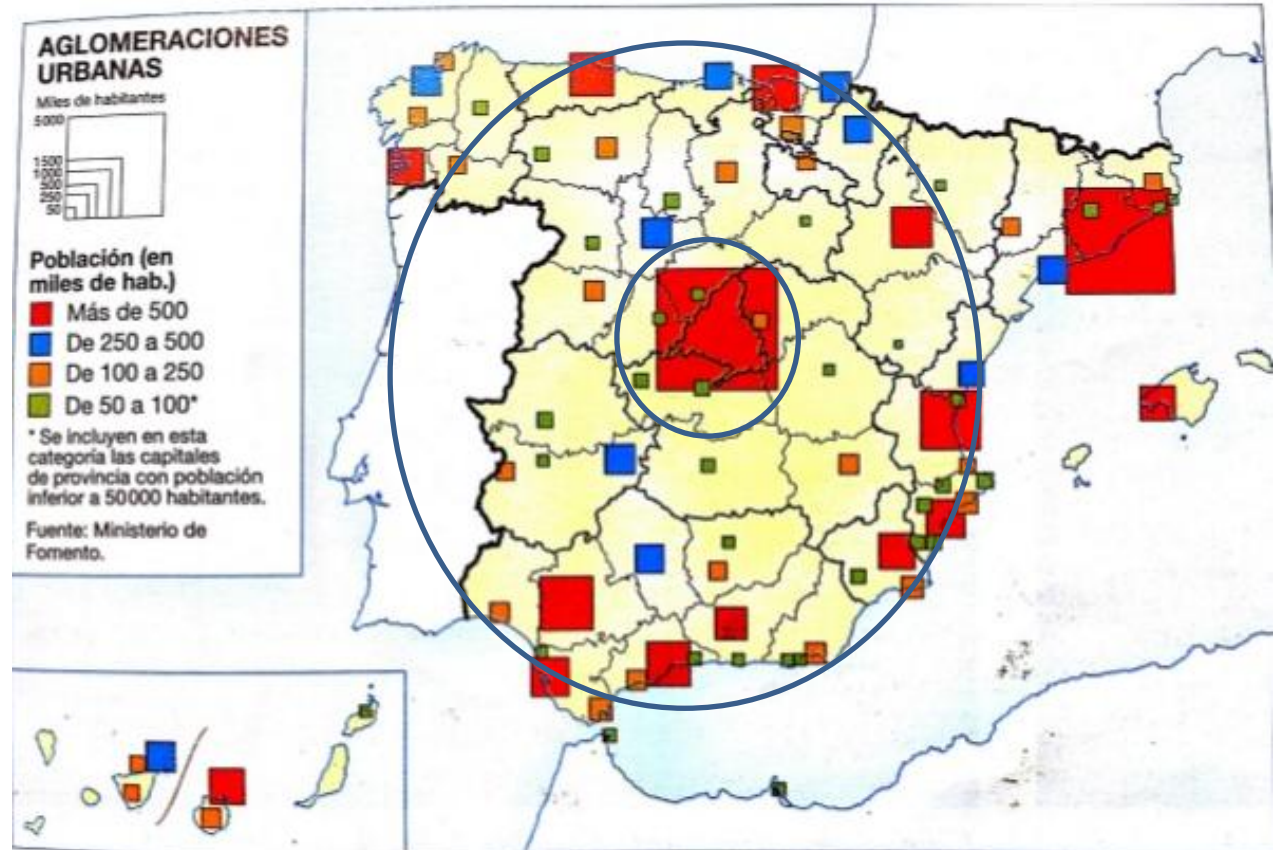 AGLOMERACIONES
URBANAS
Miles de habitantes
5000
1500
1000
500
250
50
Población (en
miles de hab.)
Más de 500
De 250 a 500
De 100 a 250
De 50 a 100*
* Se incluyen en esta
categoría las capitales
de provincia con población
inferior a 50000 habitantes.
Fuente: Ministerio de
Fomento.